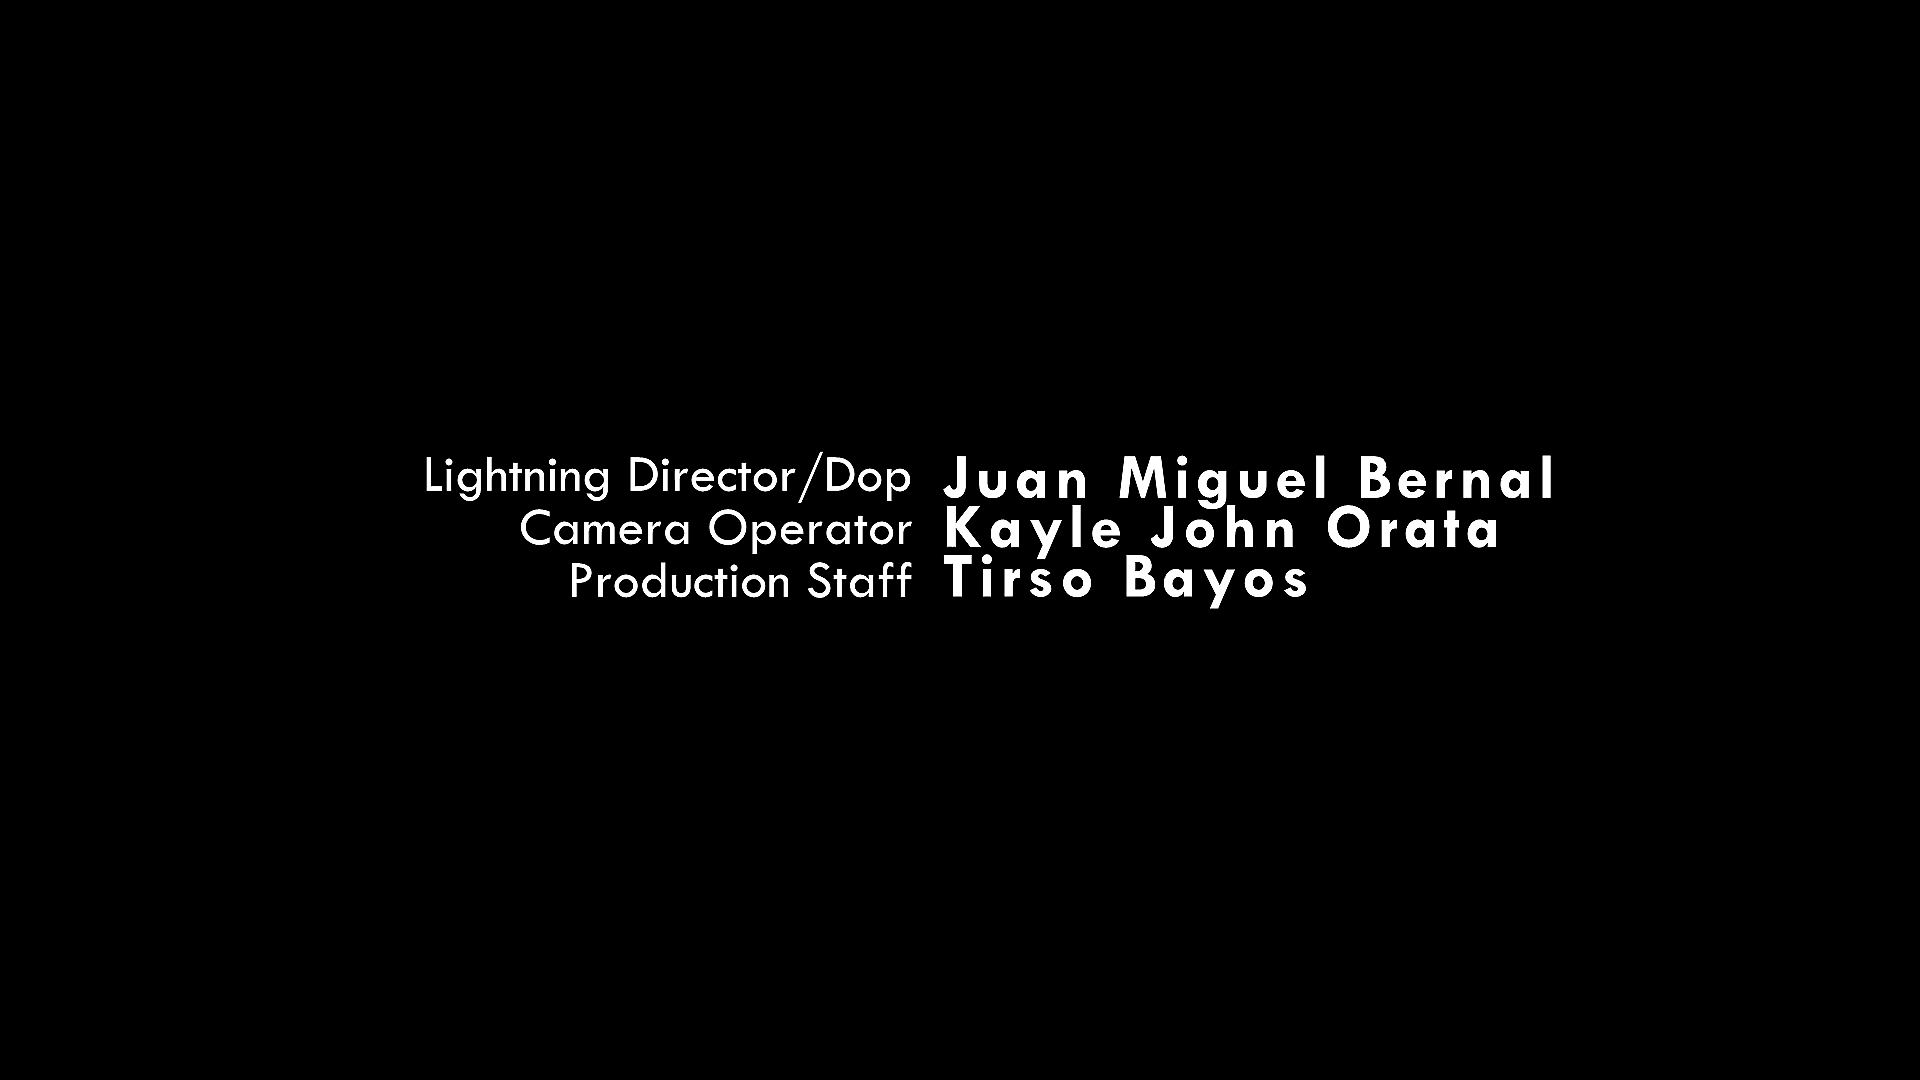 Lightning Director/Dop Juan Miguel Bernal
Camera Operator Kayle John Orata
Production Staff Tirso Bayos